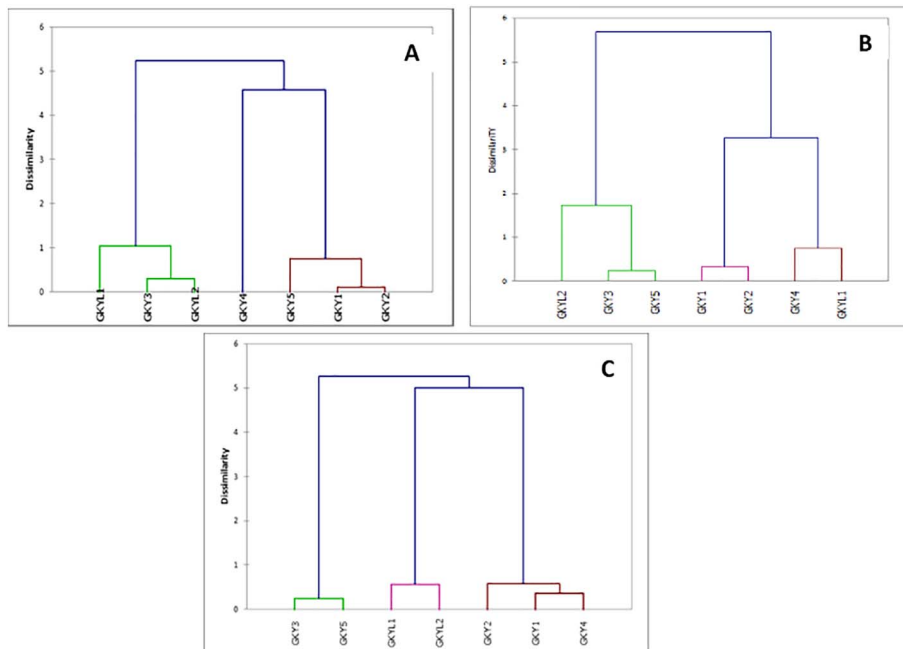 A
6
5
4
3
2
1
0
Dissimilarity
GKYL1
GKY3
GKYL2
GKY4
GKY5
GKY1
GKY2
B
6
5
4
3
2
1
0
DissimilariTY
GKYL2
GKY3
GKY5
GKY1
GKY2
GKY4
GKYL1
C
6
5
4
3
2
1
0
Dissimilarity
GKY3
GKY5
GKYL1
GKYL2
GKY2
GKY1
GKY4